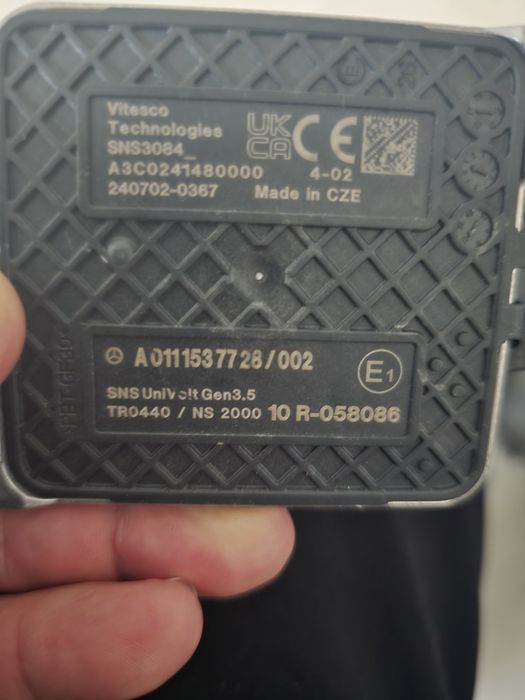 Vitesco
Technologies
SNS3084_
A3C0241480000
240702-0367
UK
CA
CE
4-02
Made in CZE
A0111537728/002
E1
SNS UniVolt Gen3.5
TR0440 / NS 2000 10 R-058086